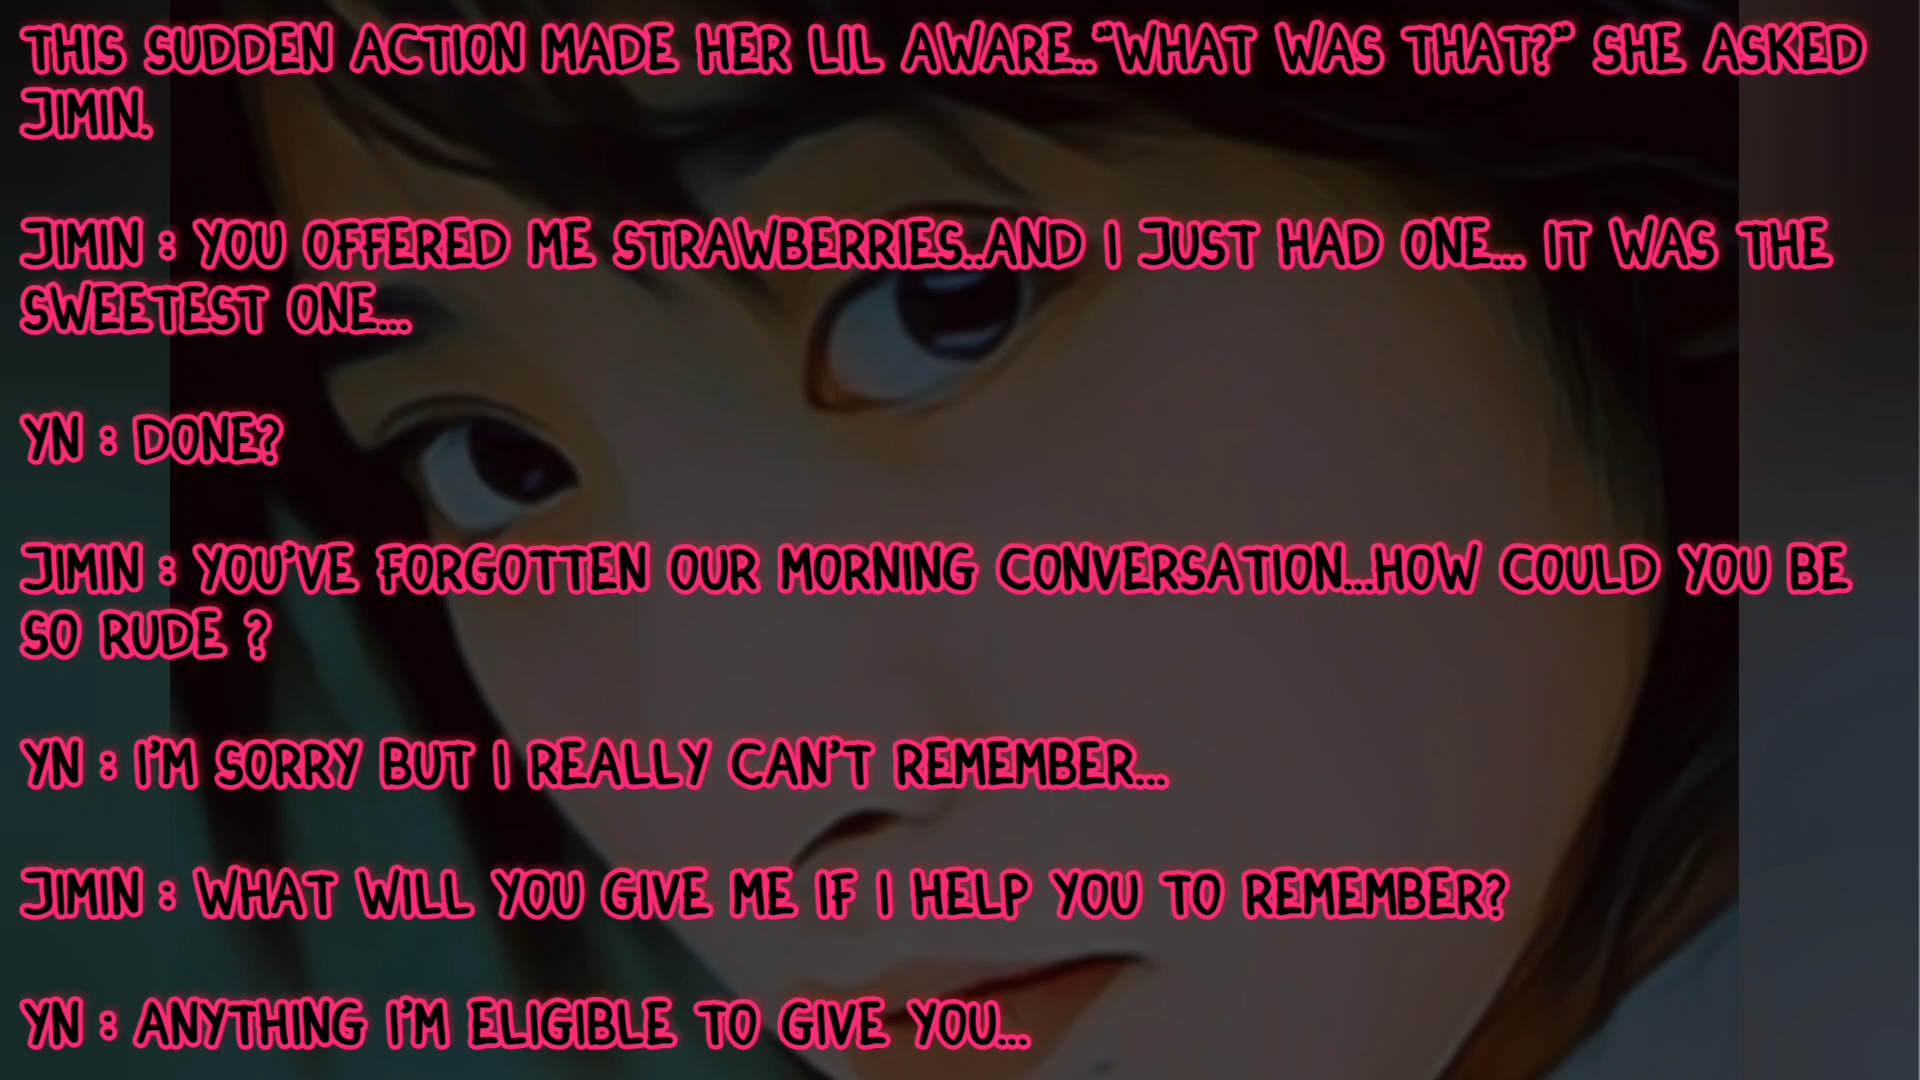 THIS SUDDEN ACTION MADE HER LIL AWARE.."WHAT WAS THAT?" SHE ASKED
JIMIN.
JIMIN : YOU OFFERED ME STRAWBERRIES..AND I JUST HAD ONE... IT WAS THE
SWEETEST ONE...
YN : DONE?
JIMIN : YOU'VE FORGOTTEN OUR MORNING CONVERSATION...HOW COULD YOU BE
SO RUDE ?
YN : I'M SORRY BUT I REALLY CAN'T REMEMBER...
JIMIN : WHAT WILL YOU GIVE ME IF I HELP YOU TO REMEMBER?
YN : ANYTHING I'M ELIGIBLE TO GIVE YOU...